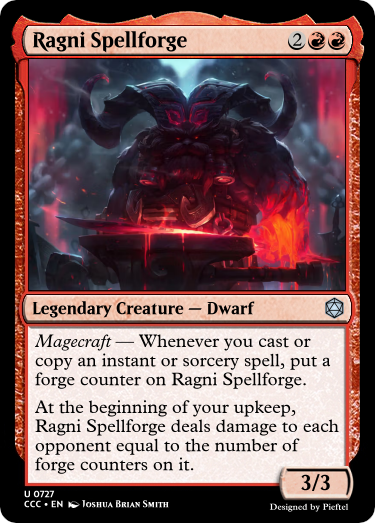 Ragni Spellforge 2
Legendary Creature — Dwarf
Magecraft — Whenever you cast or
copy an instant or sorcery spell, put a
forge counter on Ragni Spellforge.
At the beginning of your upkeep,
Ragni Spellforge deals damage to each
opponent equal to the number of
forge counters on it.
3/3
U 0727
CCC • EN Joshua Brian Smith
Designed by Pieftel